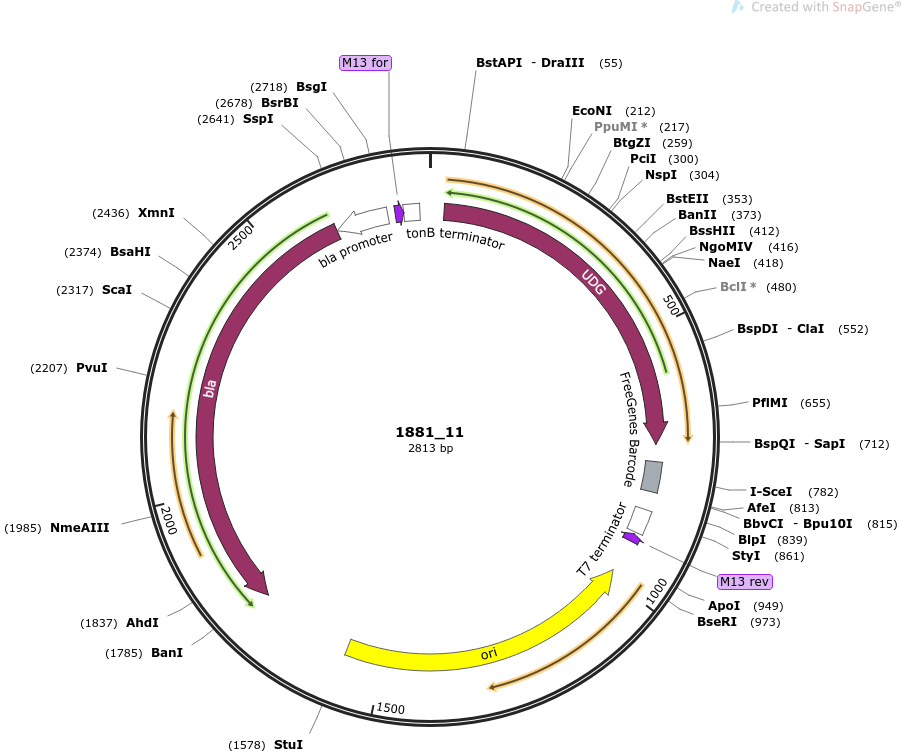 Created with SnapGene®
M13 for
BstAPI - DraIII (55)
(2718) BsgI
(2678) BsrBI
(2641) SspI
EcoNI (212)
PpuMI * (217)
BtgZI (259)
PciI (300)
NspI (304)
BstEII (353)
BanII (373)
BssHII (412)
NgoMIV (416)
NaeI (418)
BclI * (480)
(2436) XmnI
(2374) BsaHI
(2317) ScaI
(2207) PvuI
2500
bla promoter
tonB terminator
UDG
500
BspDI - ClaI (552)
PflMI (655)
BspQI - SapI (712)
bla
FreeGenes Barcode
1881_11
2813 bp
I-SceI (782)
AfeI (813)
BbvCI - Bpu10I (815)
BlpI (839)
StyI (861)
(1985) NmeAIII
2000
T7 terminator
M13 rev
1000
ApoI (949)
BseRI (973)
(1837) AhdI
(1785) BanI
ori
1500
(1578) StuI